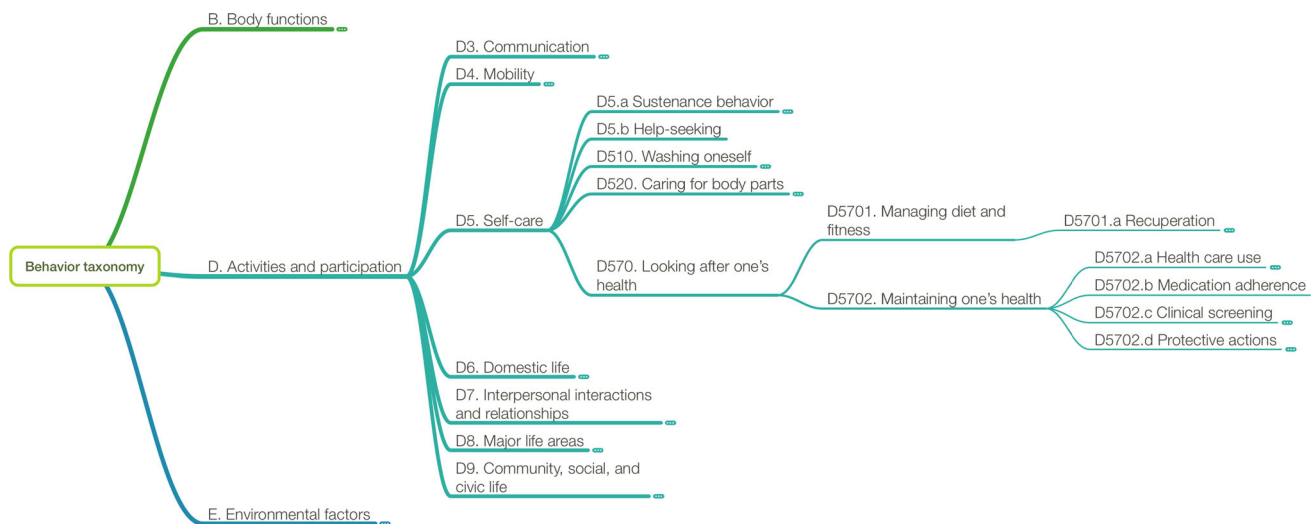 B. Body functions
D3. Communication
D4. Mobility
D5.a Sustenance behavior
D5.b Help-seeking
D510. Washing oneself
D520. Caring for body parts
D5. Self-care
D5701. Managing diet and
fitness
D5701.a Recuperation
Behavior taxonomy
D. Activities and participation
D570. Looking after one's
health
D5702. Maintaining one's health
D5702.a Health care use
D5702.b Medication adherence
D5702.c Clinical screening
D5702.d Protective actions
D6. Domestic life
D7. Interpersonal interactions
and relationships
D8. Major life areas
D9. Community, social, and
civic life
E. Environmental factors